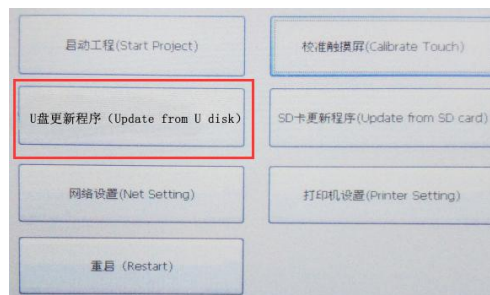 启动工程(Start Project)
校准触摸屏(Calibrate Touch)
U盘更新程序（Update from U disk）
SD卡更新程序(Update from SD card)
网络设置(Net Setting)
打印机设置(Printer Setting)
重启（Restart）